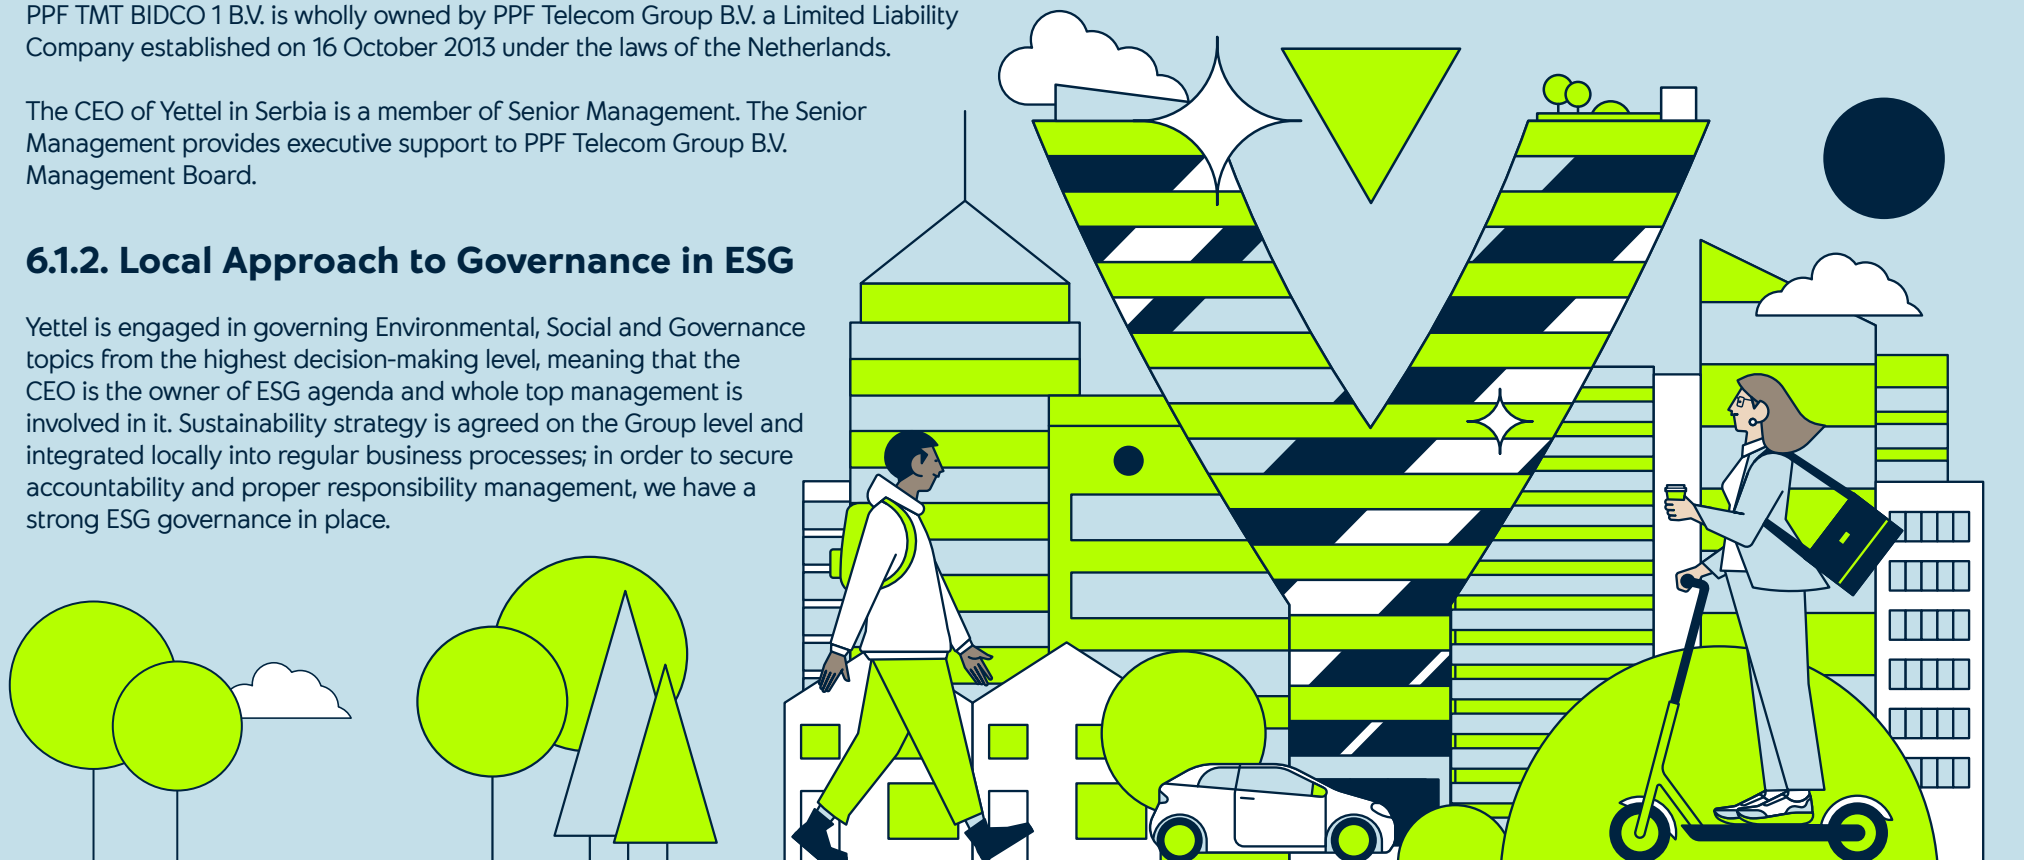 PPF TMT BIDCO 1 B.V. is wholly owned by PPF Telecom Group B.V. a Limited Liability
Company established on 16 October 2013 under the laws of the Netherlands.
The CEO of Yettel in Serbia is a member of Senior Management. The Senior
Management provides executive support to PPF Telecom Group B.V.
Management Board.
6.1.2. Local Approach to Governance in ESG
Yettel is engaged in governing Environmental, Social and Governance
topics from the highest decision-making level, meaning that the
CEO is the owner of ESG agenda and whole top management is
involved in it. Sustainability strategy is agreed on the Group level and
integrated locally into regular business processes; in order to secure
accountability and proper responsibility management, we have a
strong ESG governance in place.